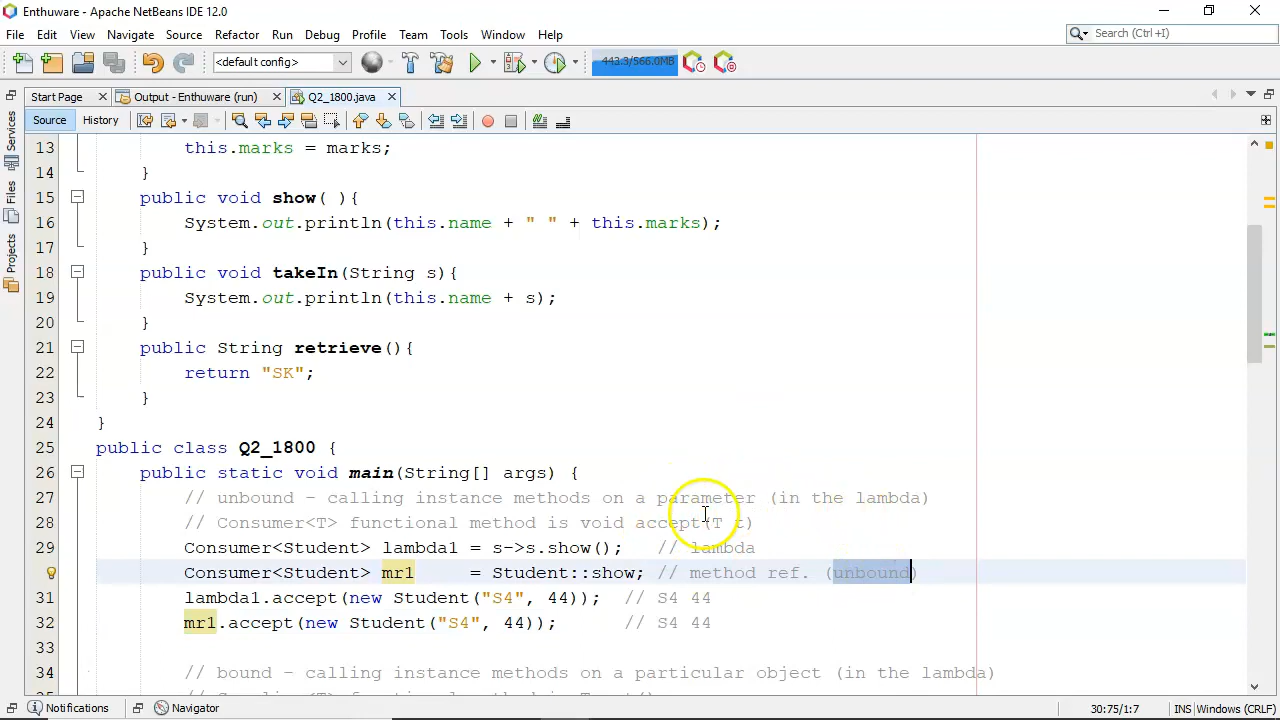 Enthuware - Apache NetBeans IDE 12.0
File Edit View Navigate Source Refactor Run Debug Profile Team Tools Window Help
Search (Ctrl+I)
<default config>
443.3/566.0MB
Start Page
Output - Enthuware (run)
Q2_1800.java
Source History
Services
Files
Projects
13 this.marks = marks;
14 }
15 public void show( ){
16 System.out.println(this.name + " " + this.marks);
17 }
18 public void takeIn(String s){
19 System.out.println(this.name + s);
20 }
21 public String retrieve(){
22 return "SK";
23 }
24 }
25 public class Q2_1800 {
26 public static void main(String[] args) {
27 // unbound - calling instance methods on a parameter (in the lambda)
28 // Consumer<T> functional method is void accept(T t)
29 Consumer<Student> lambda1 = s->s.show(); // lambda
Consumer<Student> mr1 = Student::show; // method ref. (unbound)
31 lambda1.accept(new Student("S4", 44)); // S4 44
32 mr1.accept(new Student("S4", 44)); // S4 44
33
34 // bound - calling instance methods on a particular object (in the lambda)
Notifications
Navigator
30:75/1:7
INS
Windows (CRLF)